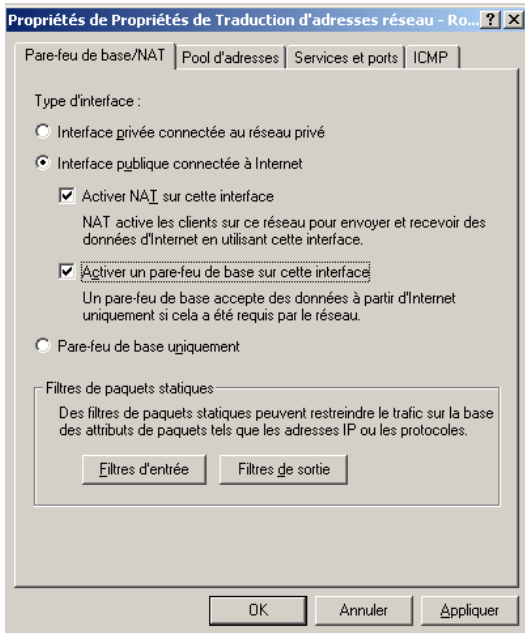 Propriétés de Propriétés de Traduction d'adresses réseau - Ro...
Pare-feu de base/NAT
Pool d'adresses
Services et ports
ICMP
Type d'interface :
Interface privée connectée au réseau privé
Interface publique connectée à Internet
Activer NAT sur cette interface
NAT active les clients sur ce réseau pour envoyer et recevoir des
données d'Internet en utilisant cette interface.
Activer un pare-feu de base sur cette interface
Un pare-feu de base accepte des données à partir d'Internet
uniquement si cela a été requis par le réseau.
Pare-feu de base uniquement
Filtres de paquets statiques
Des filtres de paquets statiques peuvent restreindre le trafic sur la base
des attributs de paquets tels que les adresses IP ou les protocoles.
Filtres d'entrée
Filtres de sortie
OK
Annuler
Appliquer